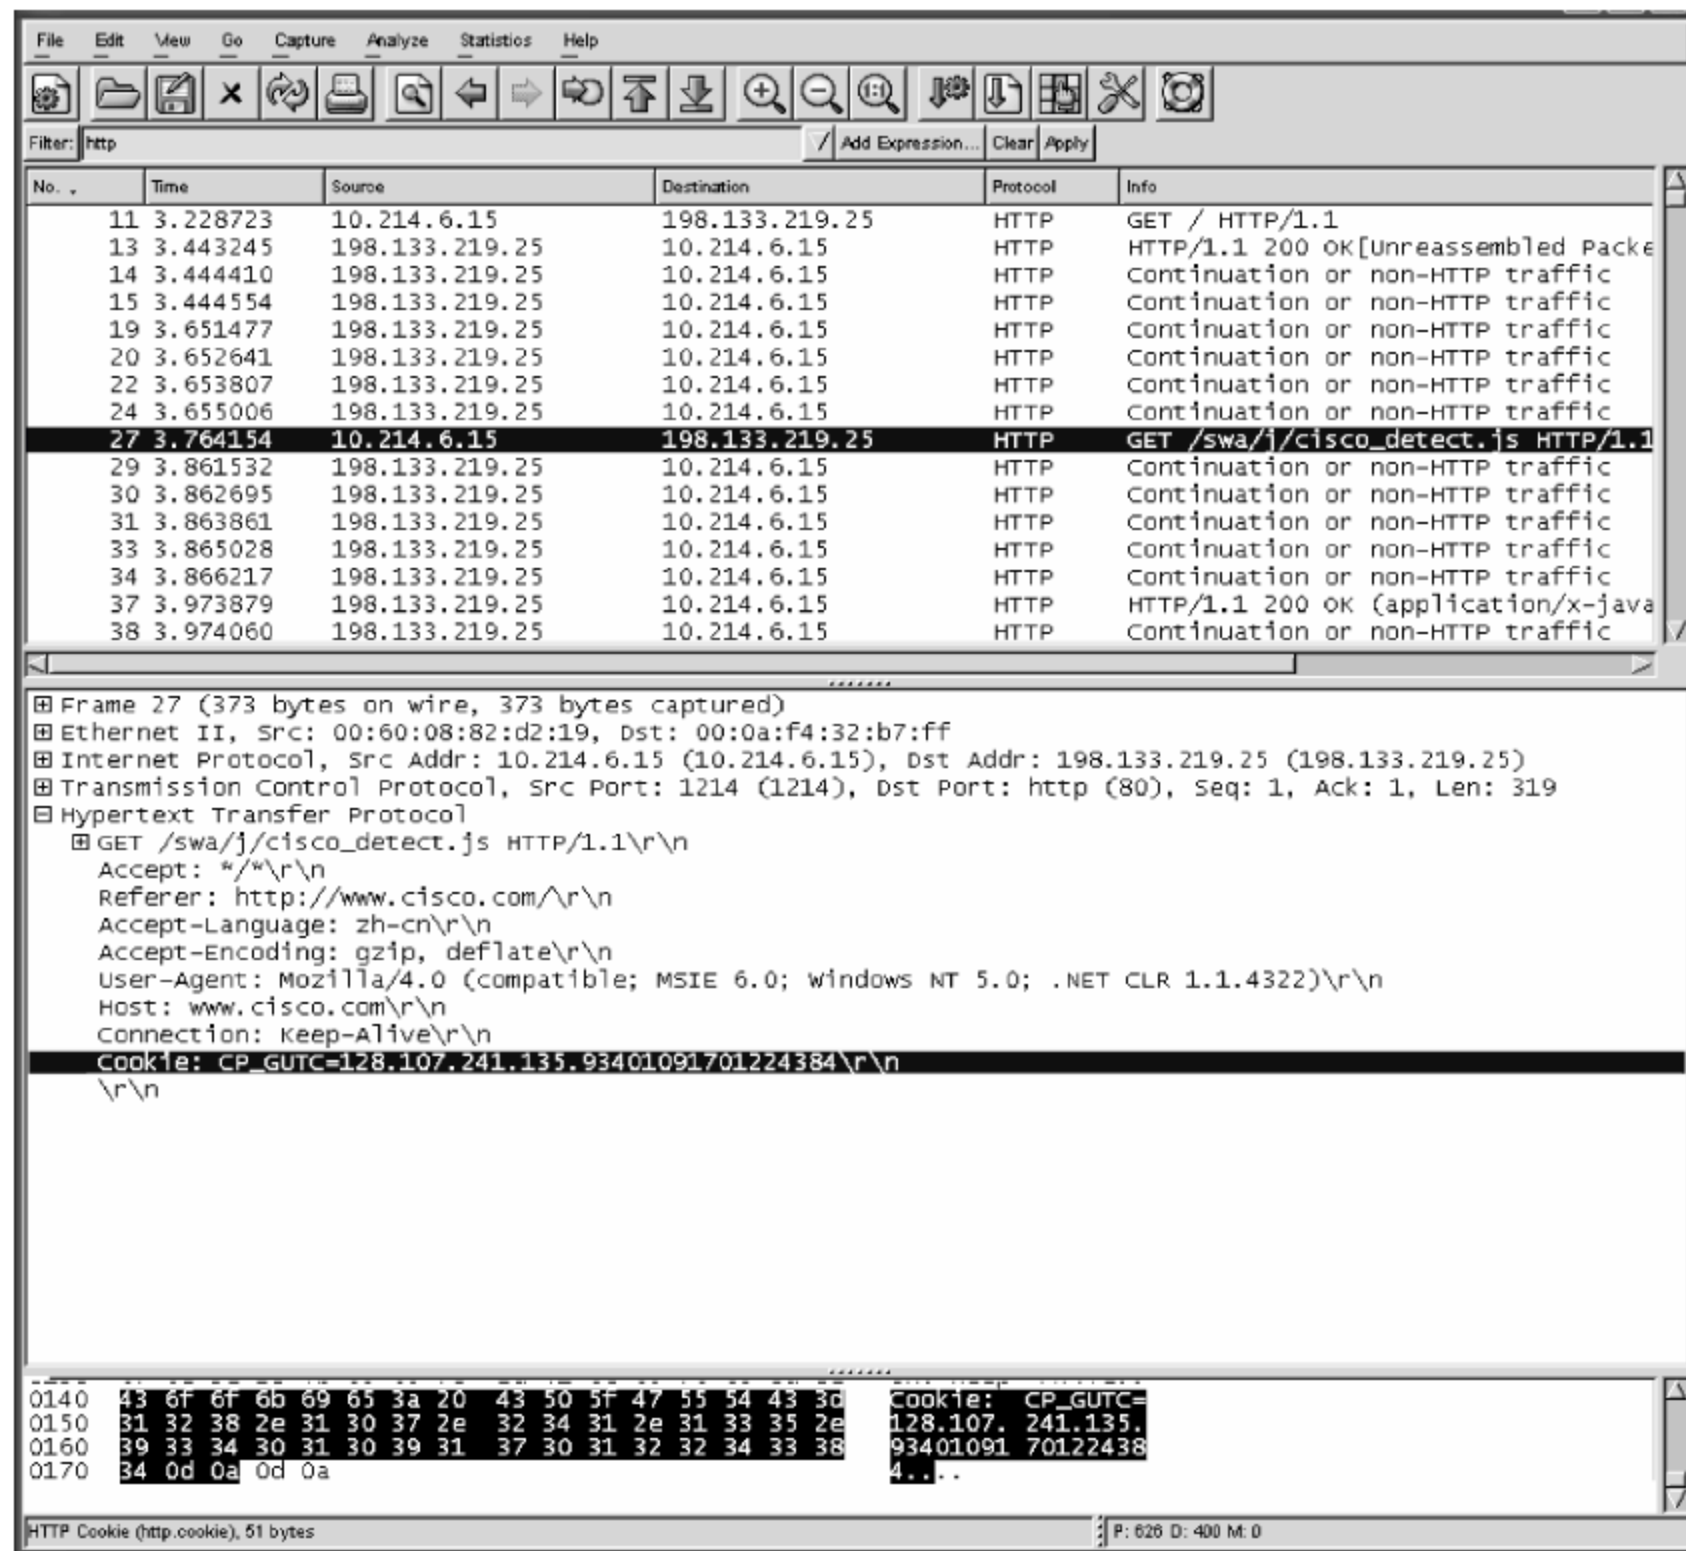 File Edit View Go Capture Analyze Statistics Help
Filter: http Add Expression... Clear Apply
No. . Time Source Destination Protocol Info
11 3.228723 10.214.6.15 198.133.219.25 HTTP GET / HTTP/1.1
13 3.443245 198.133.219.25 10.214.6.15 HTTP HTTP/1.1 200 OK[Unreassembled Packe
14 3.444410 198.133.219.25 10.214.6.15 HTTP Continuation or non-HTTP traffic
15 3.444554 198.133.219.25 10.214.6.15 HTTP Continuation or non-HTTP traffic
19 3.651477 198.133.219.25 10.214.6.15 HTTP Continuation or non-HTTP traffic
20 3.652641 198.133.219.25 10.214.6.15 HTTP Continuation or non-HTTP traffic
22 3.653807 198.133.219.25 10.214.6.15 HTTP Continuation or non-HTTP traffic
24 3.655006 198.133.219.25 10.214.6.15 HTTP Continuation or non-HTTP traffic
27 3.764154 10.214.6.15 198.133.219.25 HTTP GET /swa/j/cisco_detect.js HTTP/1.1
29 3.861532 198.133.219.25 10.214.6.15 HTTP Continuation or non-HTTP traffic
30 3.862695 198.133.219.25 10.214.6.15 HTTP Continuation or non-HTTP traffic
31 3.863861 198.133.219.25 10.214.6.15 HTTP Continuation or non-HTTP traffic
33 3.865028 198.133.219.25 10.214.6.15 HTTP Continuation or non-HTTP traffic
34 3.866217 198.133.219.25 10.214.6.15 HTTP Continuation or non-HTTP traffic
37 3.973879 198.133.219.25 10.214.6.15 HTTP HTTP/1.1 200 OK (application/x-java
38 3.974060 198.133.219.25 10.214.6.15 HTTP Continuation or non-HTTP traffic
Frame 27 (373 bytes on wire, 373 bytes captured)
Ethernet II, Src: 00:60:08:82:d2:19, Dst: 00:0a:f4:32:b7:ff
Internet Protocol, Src Addr: 10.214.6.15 (10.214.6.15), Dst Addr: 198.133.219.25 (198.133.219.25)
Transmission Control Protocol, Src Port: 1214 (1214), Dst Port: http (80), Seq: 1, Ack: 1, Len: 319
Hypertext Transfer Protocol
GET /swa/j/cisco_detect.js HTTP/1.1\r\n
Accept: */*\r\n
Referer: http://www.cisco.com/\r\n
Accept-Language: zh-cn\r\n
Accept-Encoding: gzip, deflate\r\n
User-Agent: Mozilla/4.0 (compatible; MSIE 6.0; Windows NT 5.0; .NET CLR 1.1.4322)\r\n
Host: www.cisco.com\r\n
Connection: Keep-Alive\r\n
Cookie: CP_GUTC=128.107.241.135.93401091701224384\r\n
\r\n
0140 43 6f 6f 6b 69 65 3a 20 43 50 5f 47 55 54 43 3d Cookie: CP_GUTC=
0150 31 32 38 2e 31 30 37 2e 32 34 31 2e 31 33 35 2e 128.107. 241.135.
0160 39 33 34 30 31 30 39 31 37 30 31 32 32 34 33 38 93401091 70122438
0170 34 0d 0a 0d 0a 4....
HTTP Cookie (http.cookie), 51 bytes P: 626 D: 400 M: 0